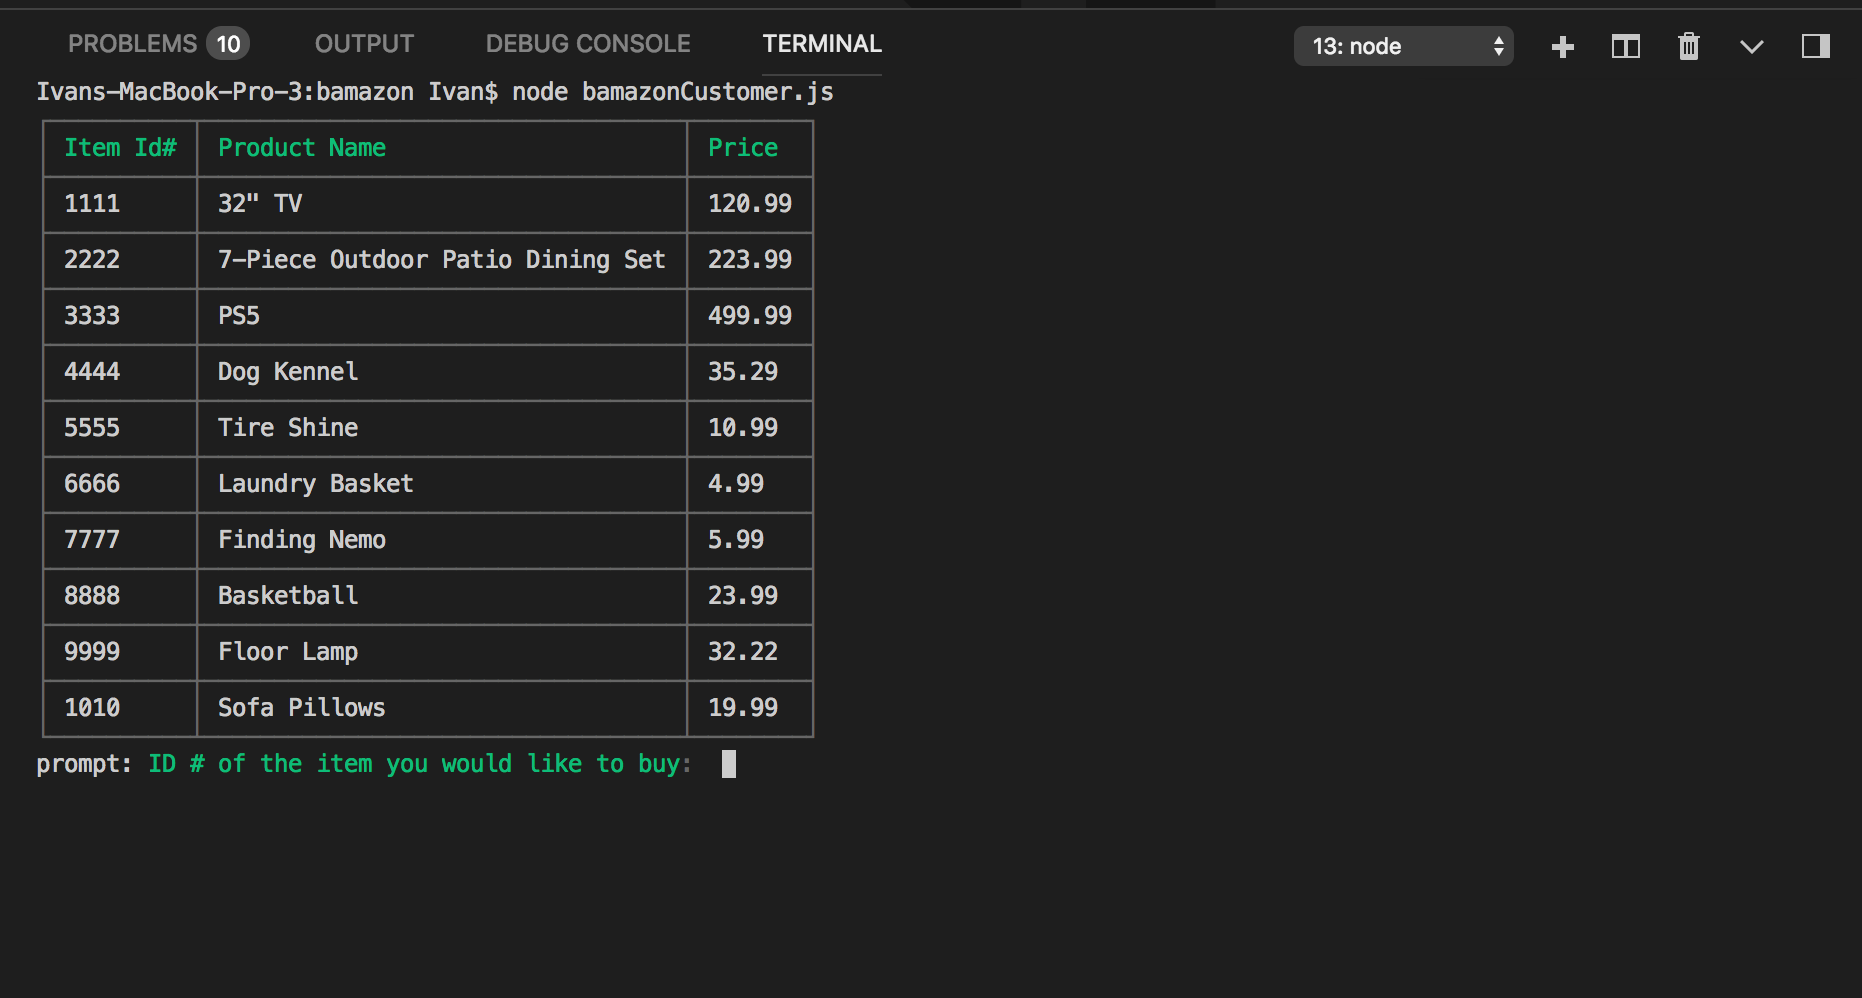 PROBLEMS 10 OUTPUT DEBUG CONSOLE TERMINAL 13: node
Ivans-MacBook-Pro-3:bamazon Ivan$ node bamazonCustomer.js
Item Id# Product Name Price
1111 32" TV 120.99
2222 7-Piece Outdoor Patio Dining Set 223.99
3333 PS5 499.99
4444 Dog Kennel 35.29
5555 Tire Shine 10.99
6666 Laundry Basket 4.99
7777 Finding Nemo 5.99
8888 Basketball 23.99
9999 Floor Lamp 32.22
1010 Sofa Pillows 19.99
prompt: ID # of the item you would like to buy: